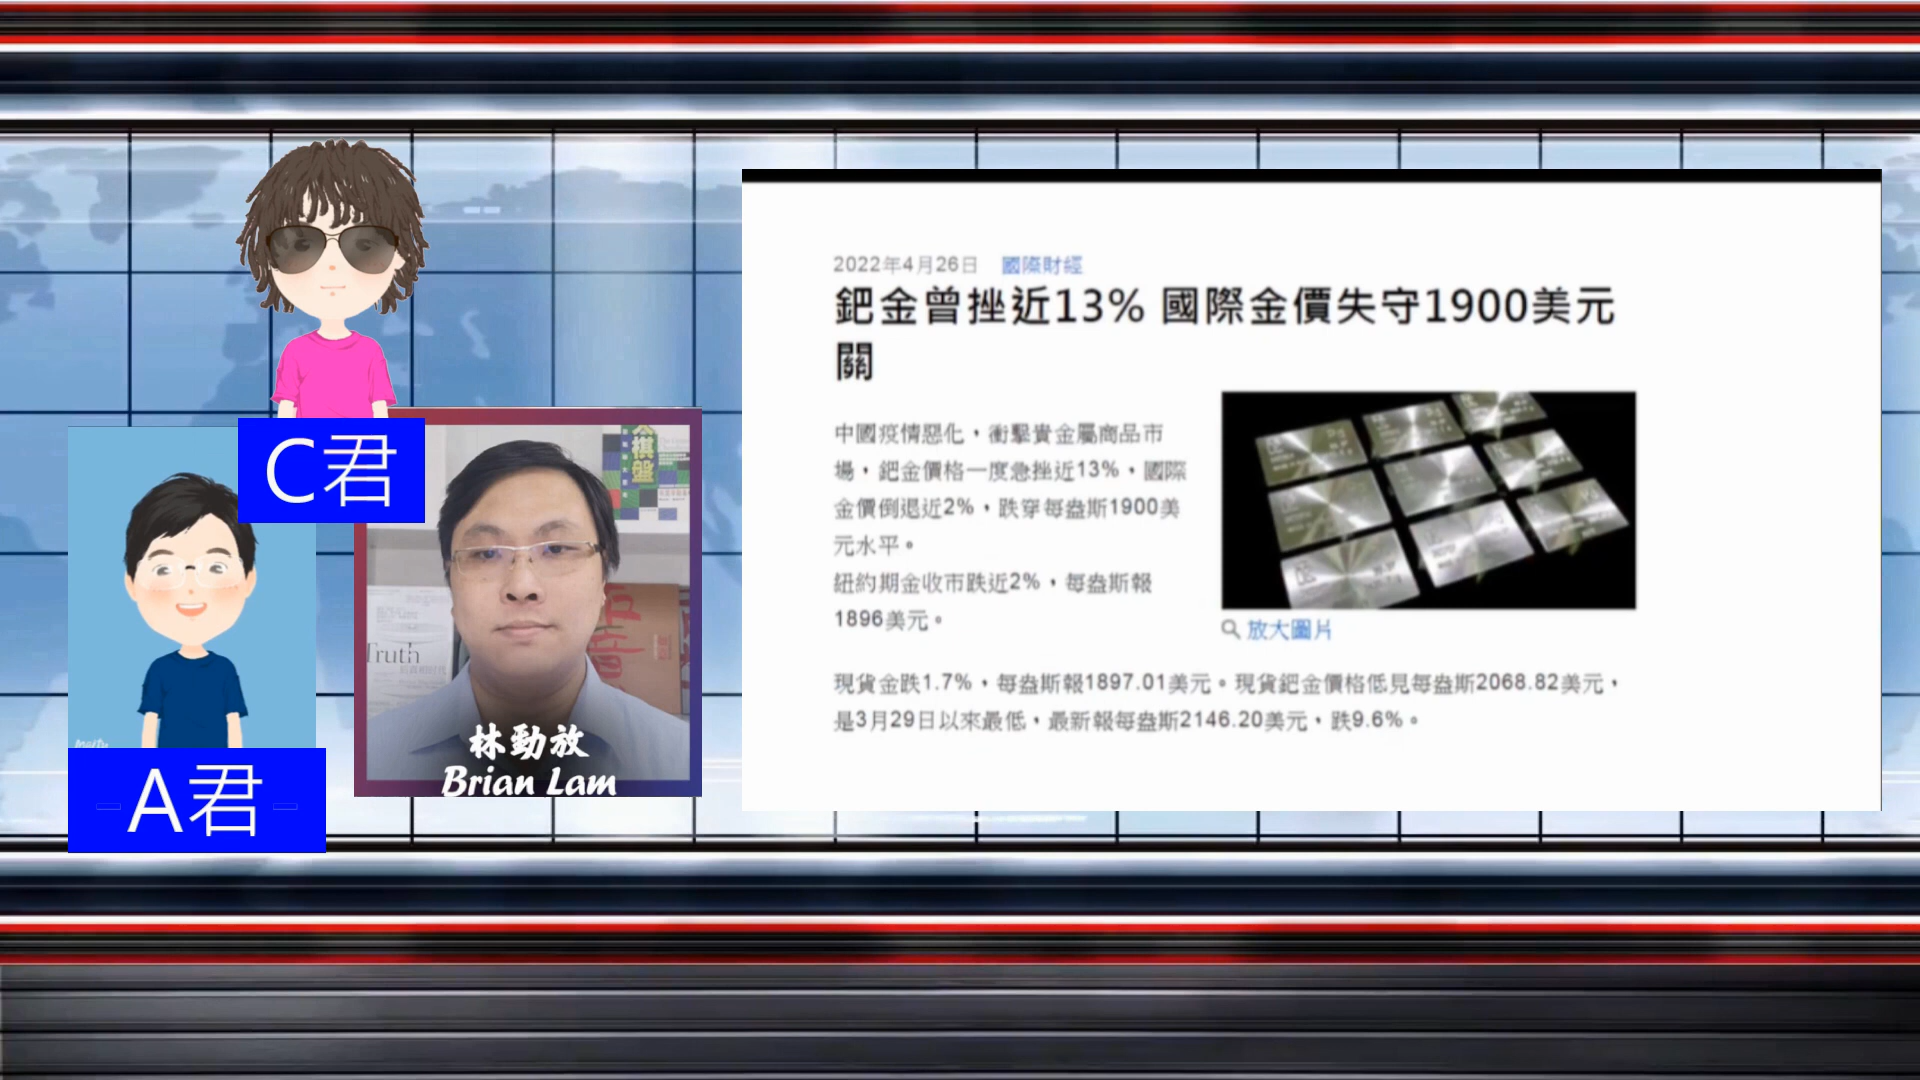 C君
A君
林勁放
Brian Lam
Truth
2022年4月26日 國際財經
鈀金曾挫近13% 國際金價失守1900美元
關
中國疫情惡化，衝擊貴金屬商品市
場，鈀金價格一度急挫近13%，國際
金價倒退近2%，跌穿每盎斯1900美
元水平。
紐約期金收市跌近2%，每盎斯報
1896美元。
放大圖片
現貨金跌1.7%，每盎斯報1897.01美元。現貨鈀金價格低見每盎斯2068.82美元，
是3月29日以來最低，最新報每盎斯2146.20美元，跌9.6%。